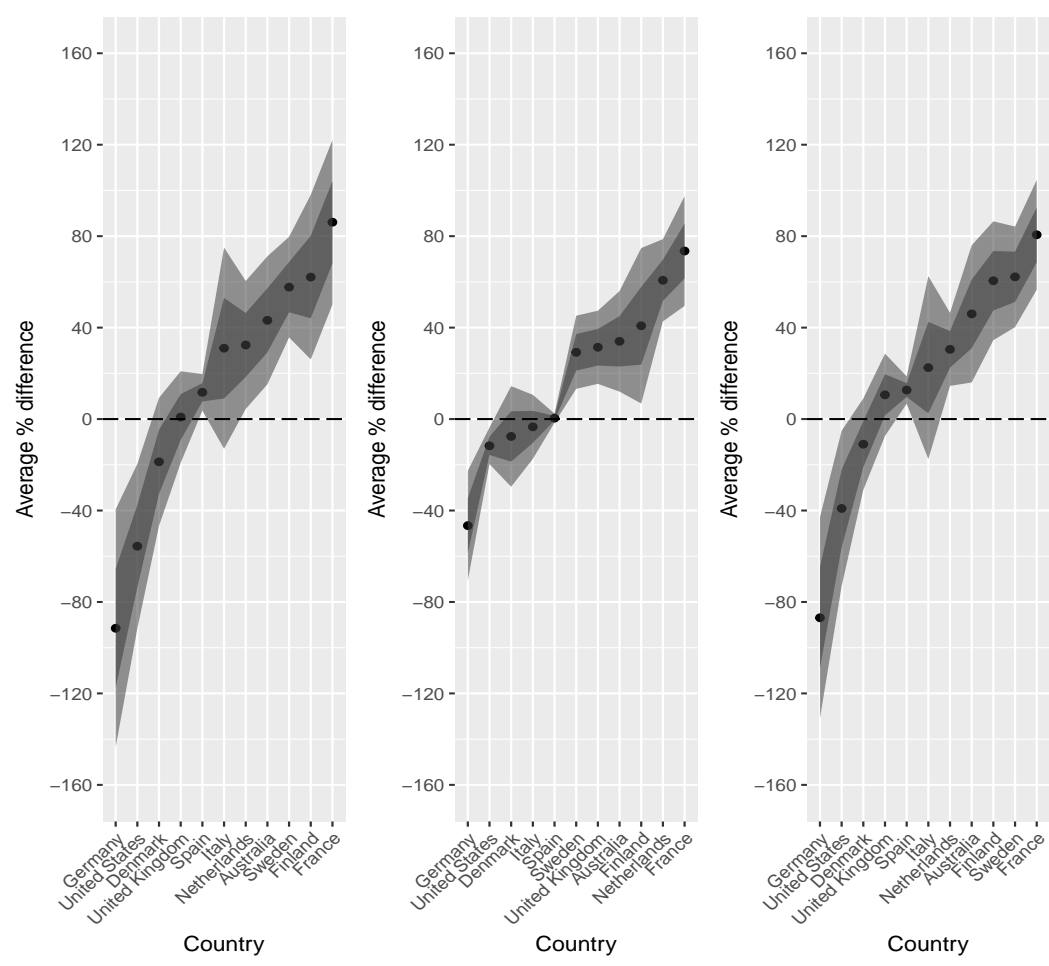 Average % difference
160
120
80
40
0
−40
−80
−120
−160
Germany
United States
Denmark
United Kingdom
Spain
Italy
Netherlands
Australia
Sweden
Finland
France
Country
Average % difference
160
120
80
40
0
−40
−80
−120
−160
Germany
United States
Denmark
Italy
Spain
Sweden
United Kingdom
Australia
Finland
Netherlands
France
Country
Average % difference
160
120
80
40
0
−40
−80
−120
−160
Germany
United States
Denmark
United Kingdom
Spain
Italy
Netherlands
Australia
Finland
Sweden
France
Country